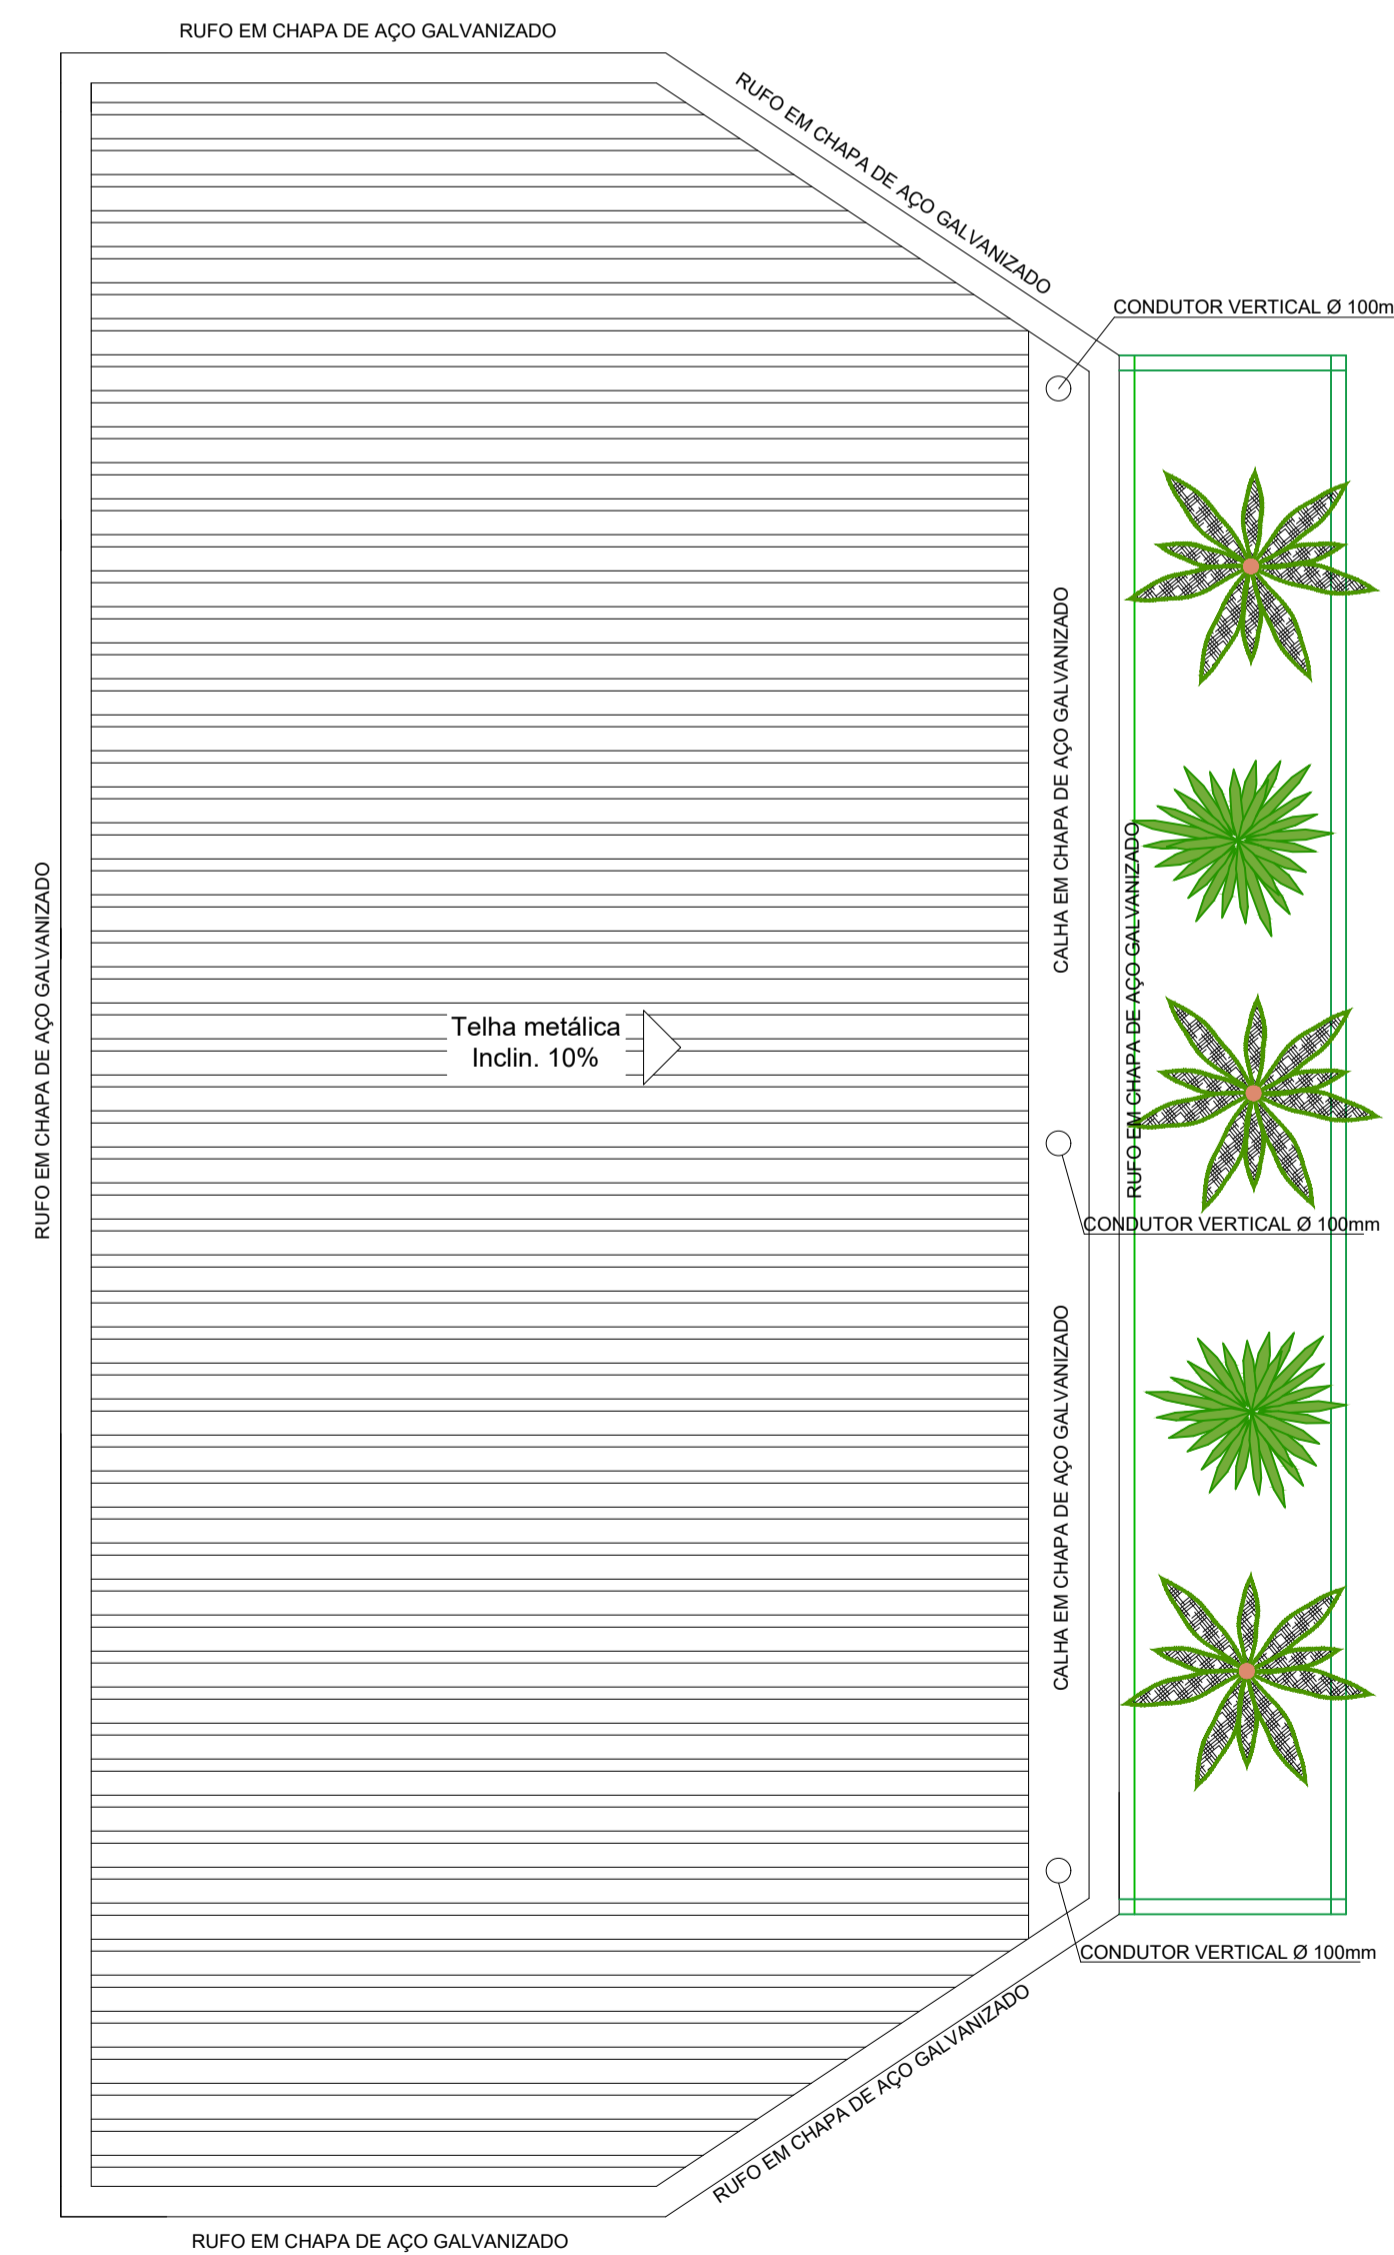 RUFO EM CHAPA DE AÇO GALVANIZADO
RUFO EM CHAPA DE AÇO GALVANIZADO
CONDUTOR VERTICAL Ø 100m
CALHA EM CHAPA DE AÇO GALVANIZADO
RUFO EM CHAPA DE AÇO GALVANIZADO
RUFO EM CHAPA DE AÇO GALVANIZADO
Telha metálica
Inclin. 10%
CONDUTOR VERTICAL Ø 100mm
CALHA EM CHAPA DE AÇO GALVANIZADO
CONDUTOR VERTICAL Ø 100mm
RUFO EM CHAPA DE AÇO GALVANIZADO
RUFO EM CHAPA DE AÇO GALVANIZADO